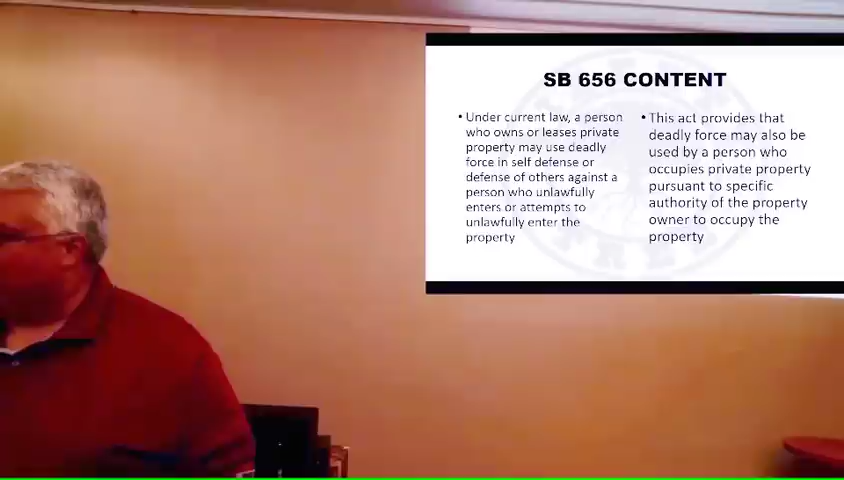 SB 656 CONTENT
• Under current law, a person
who owns or leases private
property may use deadly
force in self defense or
defense of others against a
person who unlawfully
enters or attempts to
unlawfully enter the
property
• This act provides that
deadly force may also be
used by a person who
occupies private property
pursuant to specific
authority of the property
owner to occupy the
property